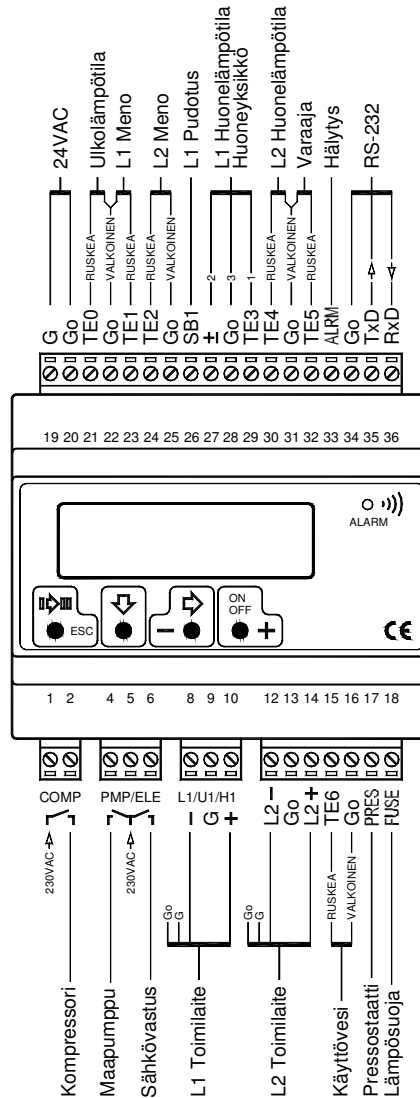 24VAC
Ulkolämpötila
L1 Meno
L2 Meno
L1 Pudotus
L1 Huonelämpötila
Huoneyksikkö
L2 Huonelämpötila
Varaaja
Hälytys
RS-232
RUSKEA
VALKOINEN
RUSKEA
RUSKEA
VALKOINEN
2
3
1
RUSKEA
VALKOINEN
RUSKEA
G
Go
TE0
Go
TE1
TE2
Go
SB1
+-
Go
TE3
TE4
Go
TE5
ALRM
Go
TxD
RxD
19 20 21 22 23 24 25 26 27 28 29 30 31 32 33 34 35 36
ALARM
ESC
−
ON
OFF
+
CE
1 2 4 5 6 8 9 10 12 13 14 15 16 17 18
COMP PMP/ELE L1/U1/H1
−
G
+
L2−
Go
L2+
TE6
Go
PRES
FUSE
230VAC
230VAC
Go
G
Go
G
RUSKEA
VALKOINEN
Kompressori
Maapumppu
Sähkövastus
L1 Toimilaite
L2 Toimilaite
Käyttövesi
Pressostaatti
Lämpösuoja